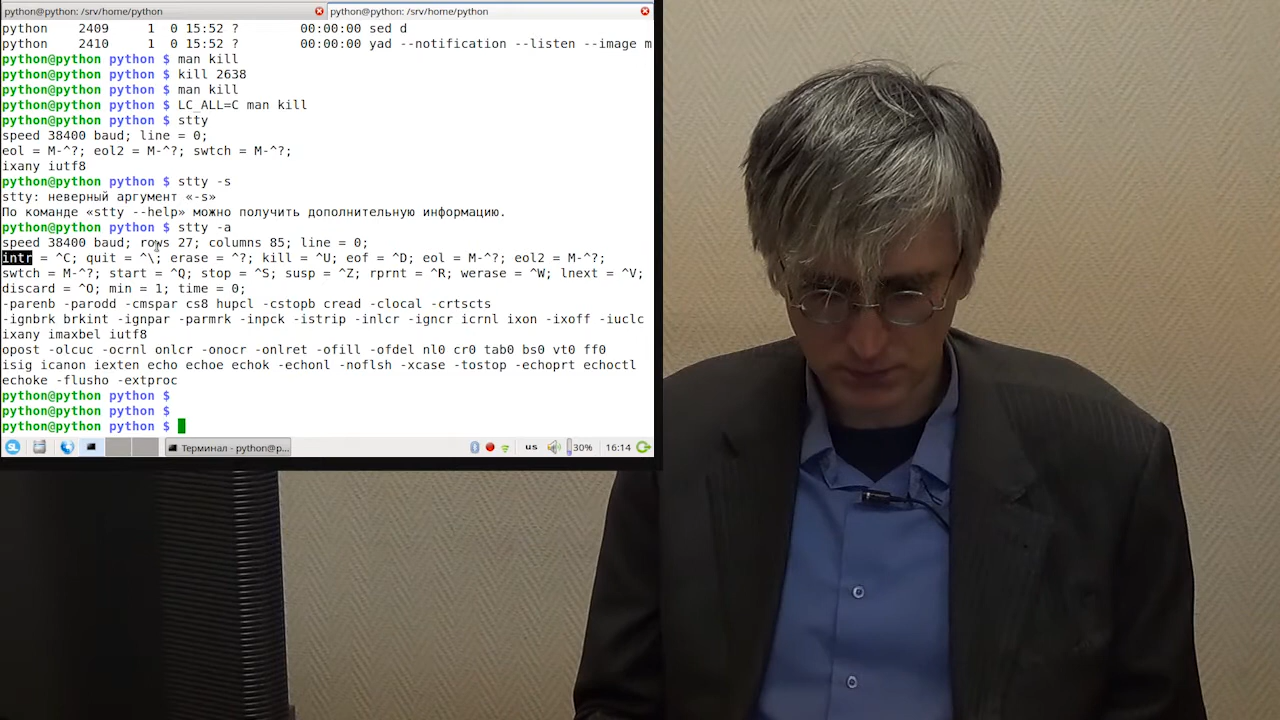 python@python: /srv/home/python
python@python: /srv/home/python
python 2409 1 0 15:52 ? 00:00:00 sed d
python 2410 1 0 15:52 ? 00:00:00 yad --notification --listen --image m
python@python python $ man kill
python@python python $ kill 2638
python@python python $ man kill
python@python python $ LC_ALL=C man kill
python@python python $ stty
speed 38400 baud; line = 0;
eol = M-^?; eol2 = M-^?; swtch = M-^?;
ixany iutf8
python@python python $ stty -s
stty: неверный аргумент «-s»
По команде «stty --help» можно получить дополнительную информацию.
python@python python $ stty -a
speed 38400 baud; rows 27; columns 85; line = 0;
intr = ^C; quit = ^\; erase = ^?; kill = ^U; eof = ^D; eol = M-^?; eol2 = M-^?;
swtch = M-^?; start = ^Q; stop = ^S; susp = ^Z; rprnt = ^R; werase = ^W; lnext = ^V;
discard = ^O; min = 1; time = 0;
-parenb -parodd -cmspar cs8 hupcl -cstopb cread -clocal -crtscts
-ignbrk brkint -ignpar -parmrk -inpck -istrip -inlcr -igncr icrnl ixon -ixoff -iuclc
ixany imaxbel iutf8
opost -olcuc -ocrnl onlcr -onocr -onlret -ofill -ofdel nl0 cr0 tab0 bs0 vt0 ff0
isig icanon iexten echo echoe echok -echonl -noflsh -xcase -tostop -echoprt echoctl
echoke -flusho -extproc
python@python python $
python@python python $
python@python python $
SL Терминал - python@p... us 30% 16:14